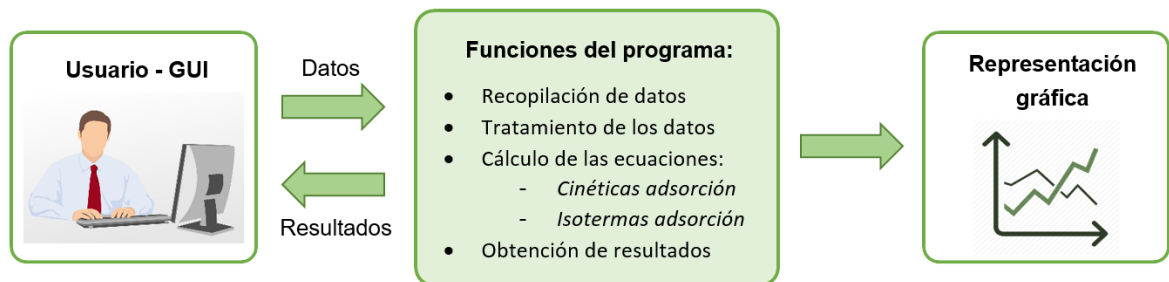 Usuario - GUI
Datos
Resultados
Funciones del programa:
• Recopilación de datos
• Tratamiento de los datos
• Cálculo de las ecuaciones:
- Cinéticas adsorción
- Isotermas adsorción
• Obtención de resultados
Representación
gráfica